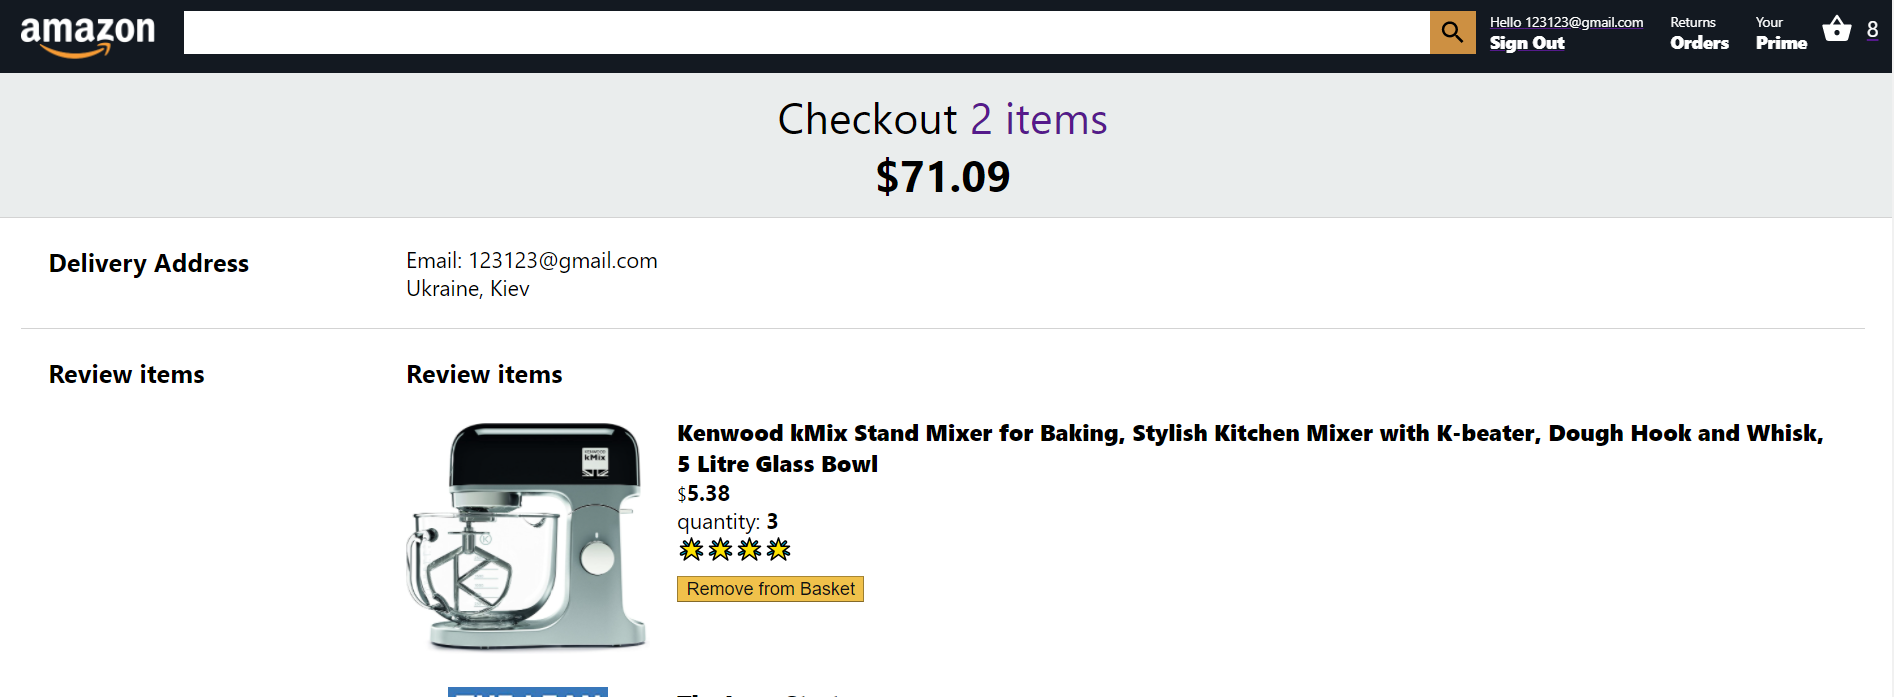 amazon
Hello 123123@gmail.com
Sign Out
Returns
Orders
Your
Prime
8
Checkout 2 items
$71.09
Delivery Address
Email: 123123@gmail.com
Ukraine, Kiev
Review items
Review items
Kenwood kMix Stand Mixer for Baking, Stylish Kitchen Mixer with K-beater, Dough Hook and Whisk,
5 Litre Glass Bowl
$5.38
quantity: 3
Remove from Basket
KENWOOD
kMix